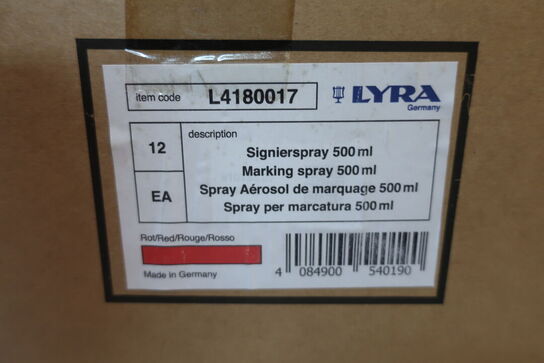 item code L4180017 LYRA
Germany
12
EA
description
Signierspray 500 ml
Marking spray 500 ml
Spray Aérosol de marquage 500 ml
Spray per marcatura 500 ml
Rot/Red/Rouge/Rosso
Made in Germany
4 084900 540190